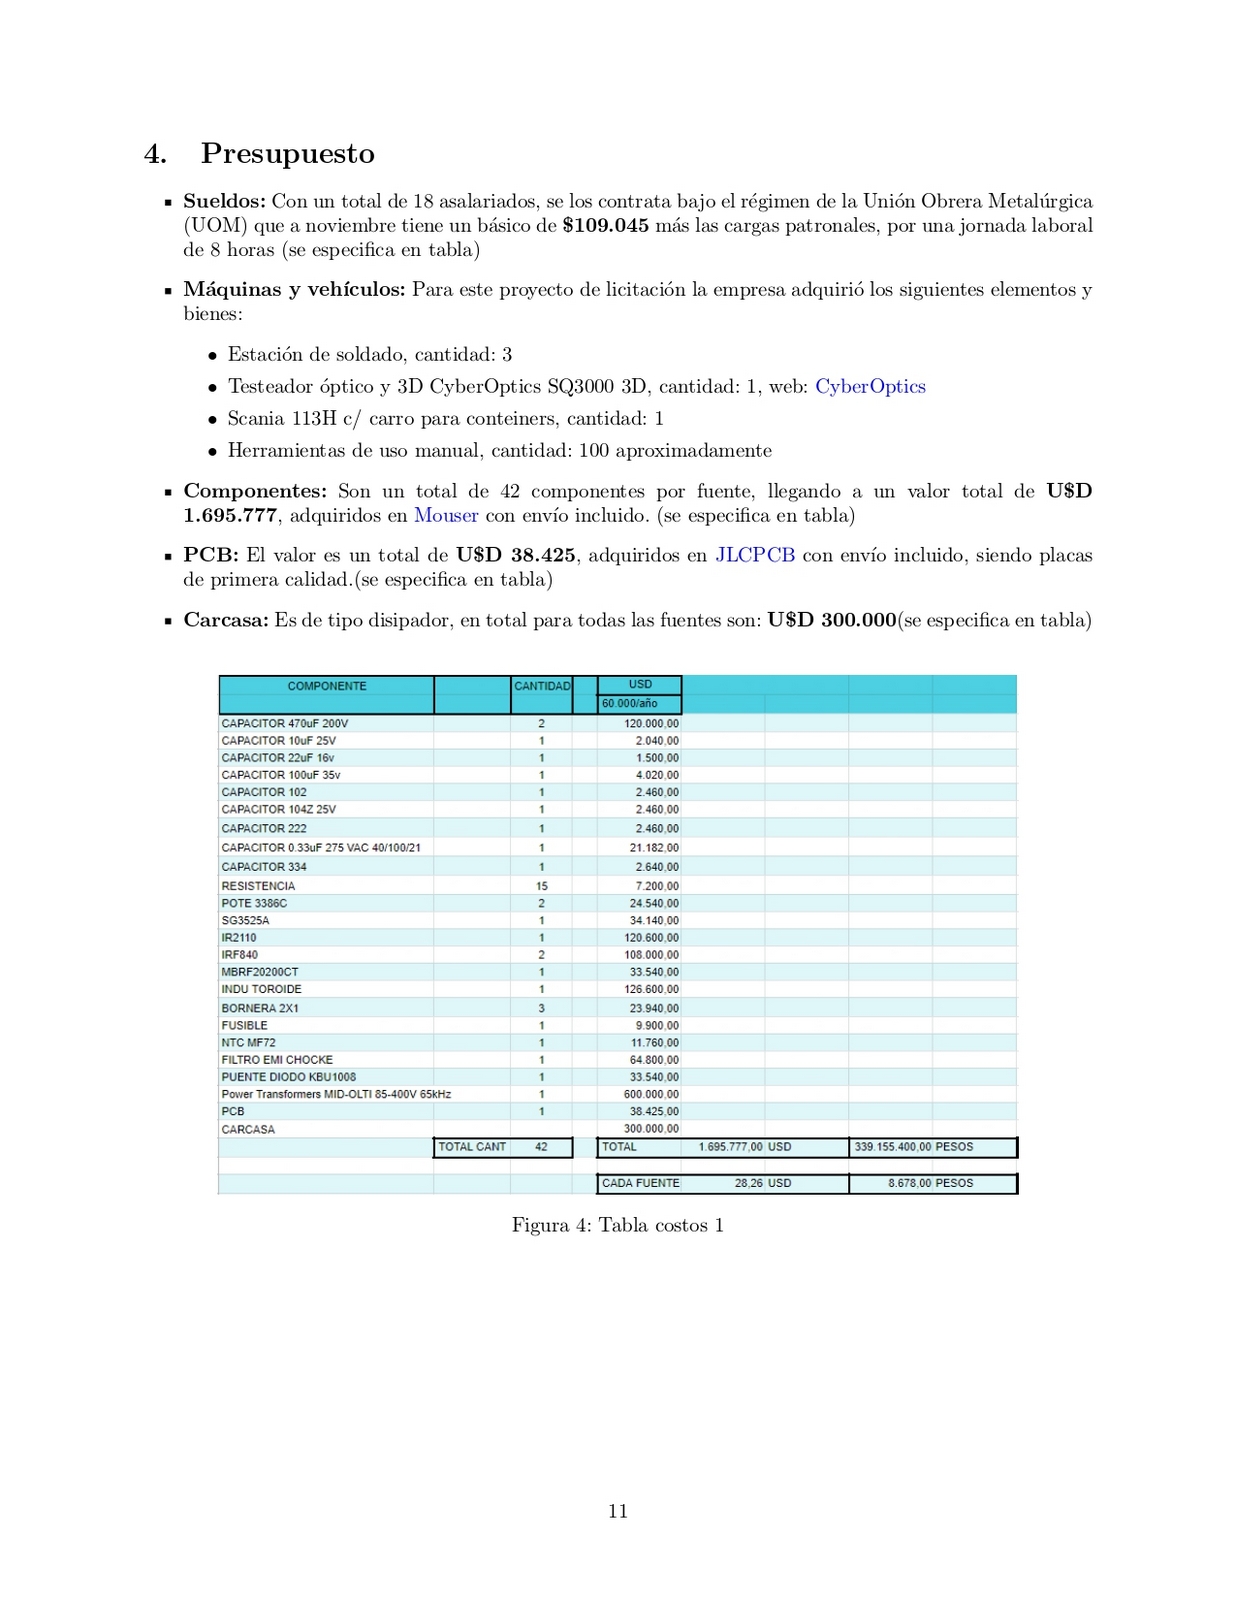 4. Presupuesto
▪ Sueldos: Con un total de 18 asalariados, se los contrata bajo el régimen de la Unión Obrera Metalúrgica
(UOM) que a noviembre tiene un básico de $109.045 más las cargas patronales, por una jornada laboral
de 8 horas (se especifica en tabla)
▪ Máquinas y vehículos: Para este proyecto de licitación la empresa adquirió los siguientes elementos y
bienes:
• Estación de soldado, cantidad: 3
• Testeador óptico y 3D CyberOptics SQ3000 3D, cantidad: 1, web: CyberOptics
• Scania 113H c/ carro para conteiners, cantidad: 1
• Herramientas de uso manual, cantidad: 100 aproximadamente
▪ Componentes: Son un total de 42 componentes por fuente, llegando a un valor total de U$D
1.695.777, adquiridos en Mouser con envío incluido. (se especifica en tabla)
▪ PCB: El valor es un total de U$D 38.425, adquiridos en JLCPCB con envío incluido, siendo placas
de primera calidad.(se especifica en tabla)
▪ Carcasa: Es de tipo disipador, en total para todas las fuentes son: U$D 300.000(se especifica en tabla)
COMPONENTE CANTIDAD USD
60.000/año
CAPACITOR 470uF 200V 2 120.000,00
CAPACITOR 10uF 25V 1 2.040,00
CAPACITOR 22uF 16v 1 1.500,00
CAPACITOR 100uF 35v 1 4.020,00
CAPACITOR 102 1 2.460,00
CAPACITOR 104Z 25V 1 2.460,00
CAPACITOR 222 1 2.460,00
CAPACITOR 0.33uF 275 VAC 40/100/21 1 21.182,00
CAPACITOR 334 1 2.640,00
RESISTENCIA 15 7.200,00
POTE 3386C 2 24.540,00
SG3525A 1 34.140,00
IR2110 1 120.600,00
IRF840 2 108.000,00
MBRF20200CT 1 33.540,00
INDU TOROIDE 1 126.600,00
BORNERA 2X1 3 23.940,00
FUSIBLE 1 9.900,00
NTC MF72 1 11.760,00
FILTRO EMI CHOCKE 1 64.800,00
PUENTE DIODO KBU1008 1 33.540,00
Power Transformers MID-OLTI 85-400V 65kHz 1 600.000,00
PCB 1 38.425,00
CARCASA 300.000,00
TOTAL CANT 42 TOTAL 1.695.777,00 USD 339.155.400,00 PESOS
CADA FUENTE 28,26 USD 8.678,00 PESOS
Figura 4: Tabla costos 1
11